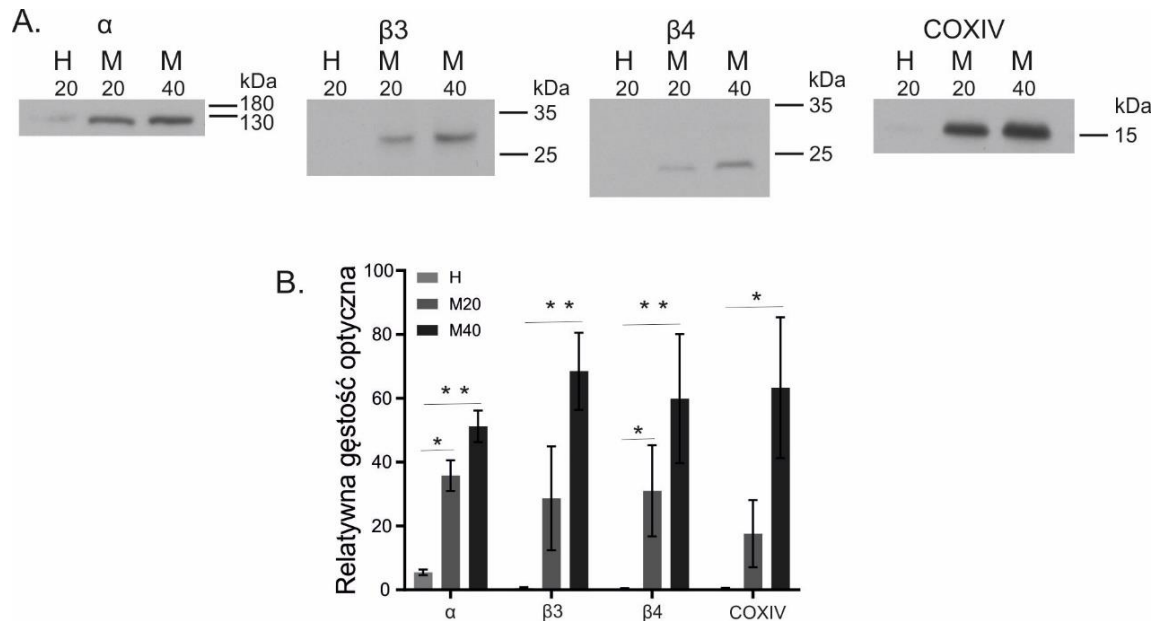 A.
α
H M M
20 20 40 kDa
180
130
β3
H M M
20 20 40 kDa
35
25
β4
H M M
20 20 40 kDa
35
25
COXIV
H M M
20 20 40 kDa
15
B.
Relatywna gęstość optyczna
100
80
60
40
20
0
H
M20
M40
* * *
* *
* * *
*
α β3 β4 COXIV